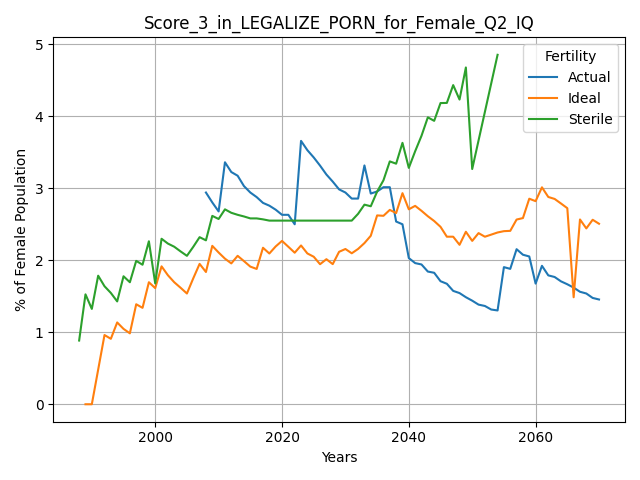 Score_3_in_LEGALIZE_PORN_for_Female_Q2_IQ
Fertility
Actual
Ideal
Sterile
% of Female Population
5
4
3
2
1
0
2000 2020 2040 2060
Years